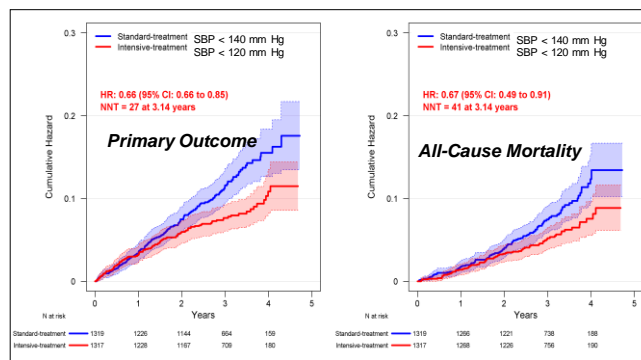 Standard-treatment SBP < 140 mm Hg
Intensive-treatment SBP < 120 mm Hg
HR: 0.66 (95% CI: 0.66 to 0.85)
NNT = 27 at 3.14 years
Primary Outcome
Cumulative Hazard
0.3
0.2
0.1
0
0 1 2 3 4 5
Years
N at risk
Standard-treatment 1319 1226 1144 664 159
Intensive-treatment 1317 1228 1167 709 180
Standard-treatment SBP < 140 mm Hg
Intensive-treatment SBP < 120 mm Hg
HR: 0.67 (95% CI: 0.49 to 0.91)
NNT = 41 at 3.14 years
All-Cause Mortality
Cumulative Hazard
0.3
0.2
0.1
0
0 1 2 3 4 5
Years
N at risk
Standard-treatment 1319 1266 1221 738 188
Intensive-treatment 1317 1268 1226 756 190